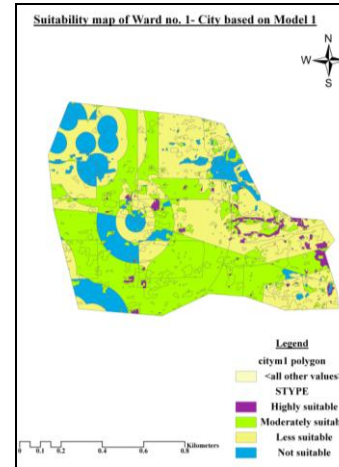 Suitability map of Ward no. 1- City based on Model 1
N
W E
S
Legend
citym1 polygon
<all other values>
STYPE
Highly suitable
Moderately suitabl
Less suitable
Not suitable
Kilometers
0 0.1 0.2 0.4 0.6 0.8